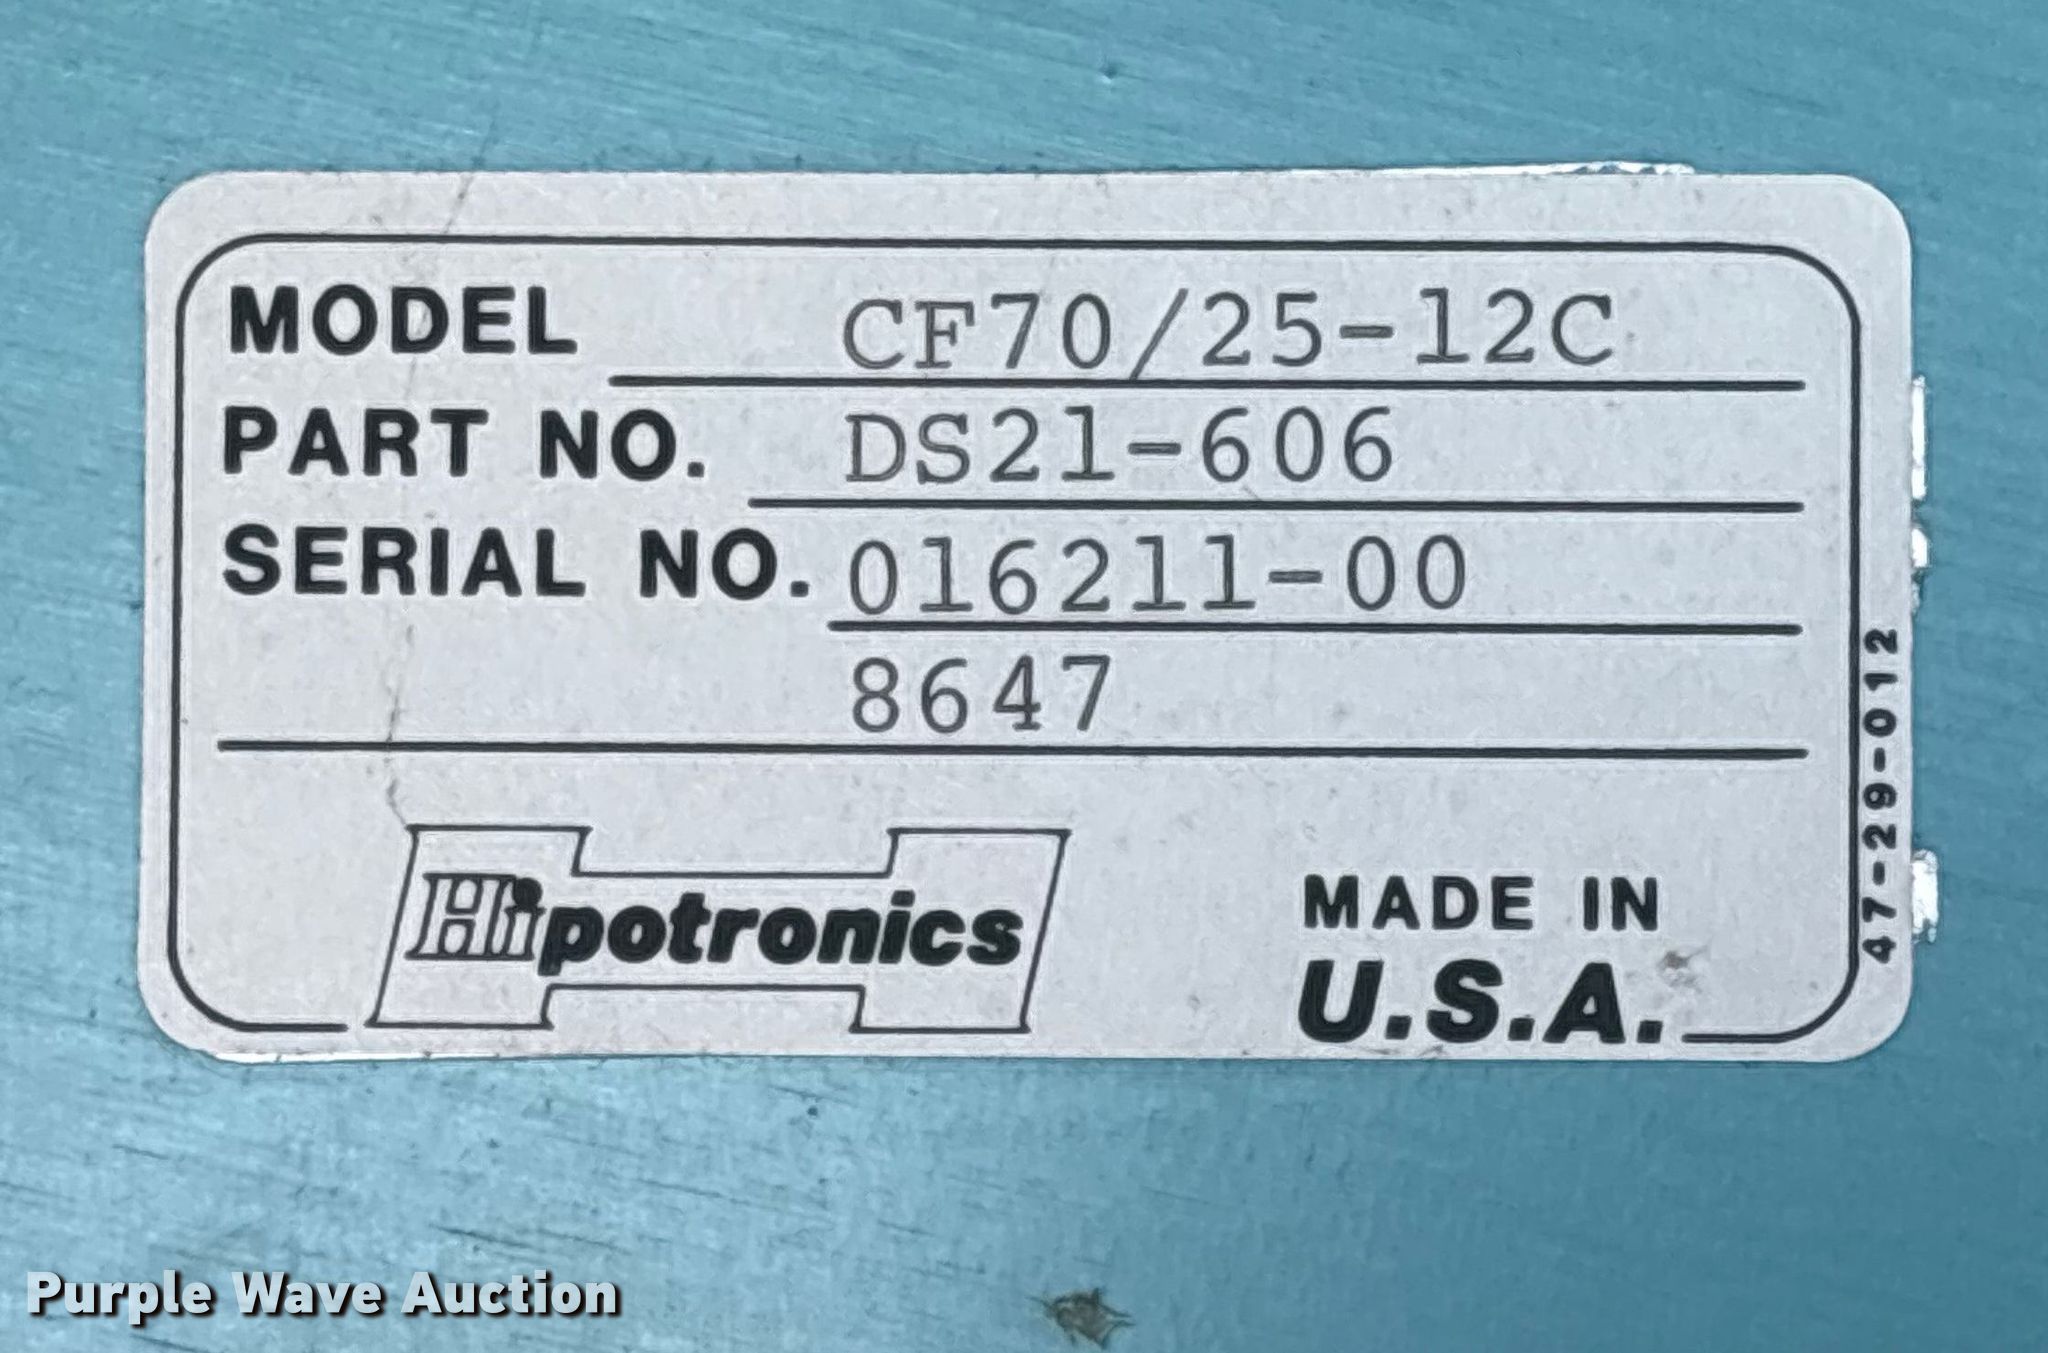 MODEL CF70/25-12C
PART NO. DS21-606
SERIAL NO. 016211-00
8647
Hipotronics
MADE IN
U.S.A.
47-29-012
Purple Wave Auction